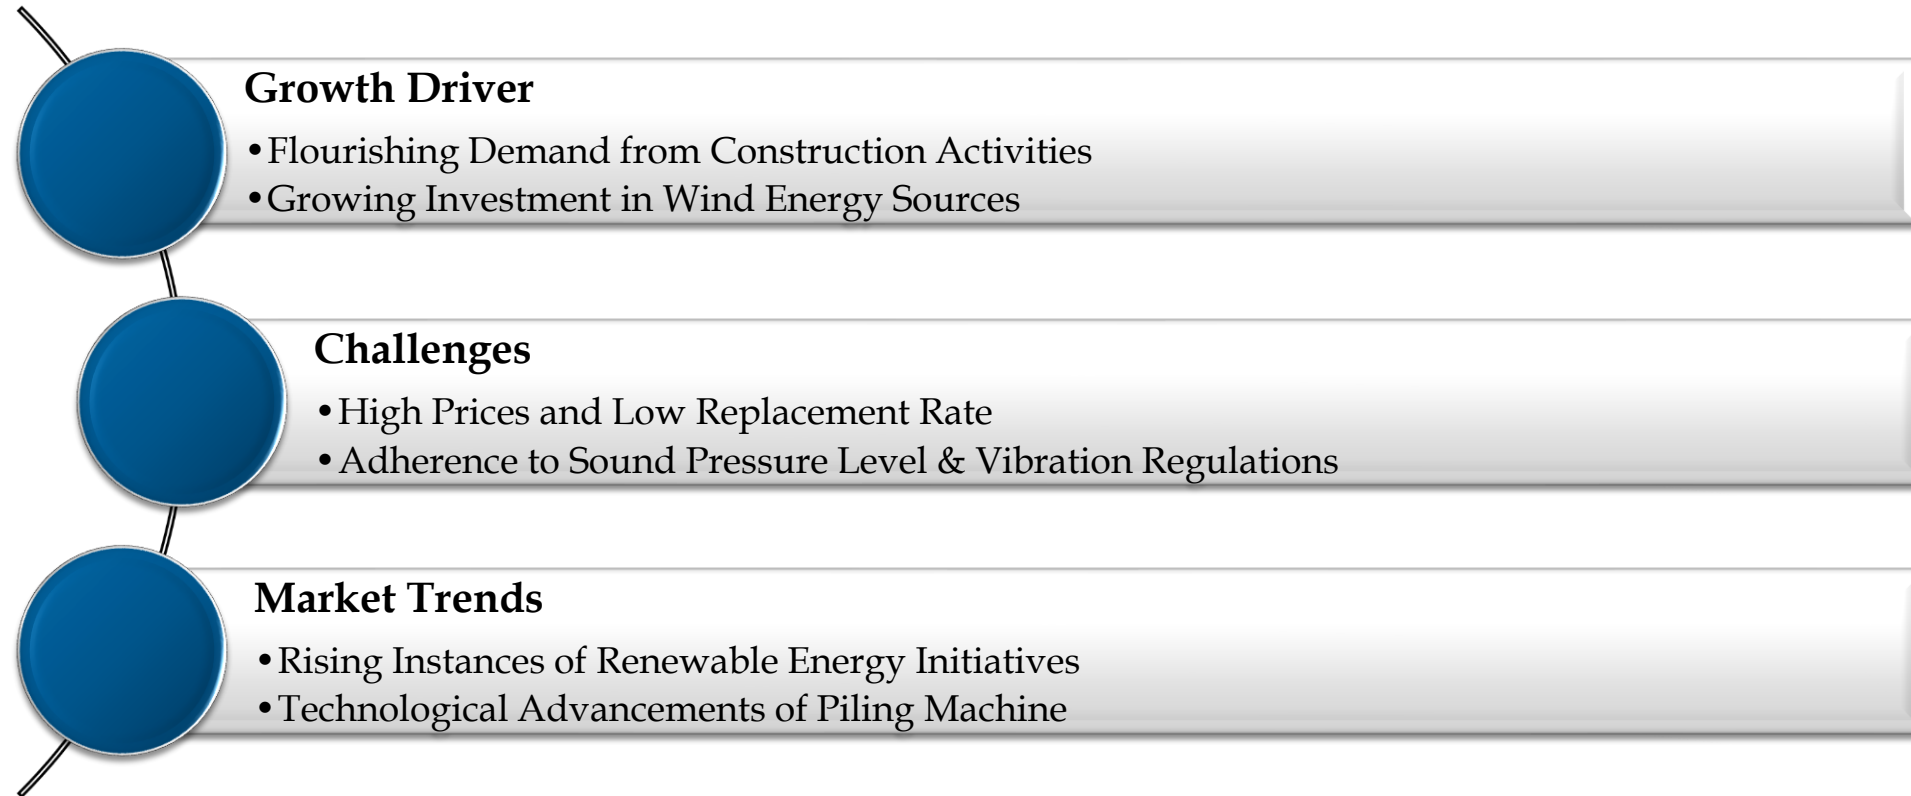 Growth Driver
•Flourishing Demand from Construction Activities
•Growing Investment in Wind Energy Sources
Challenges
•High Prices and Low Replacement Rate
•Adherence to Sound Pressure Level & Vibration Regulations
Market Trends
•Rising Instances of Renewable Energy Initiatives
•Technological Advancements of Piling Machine